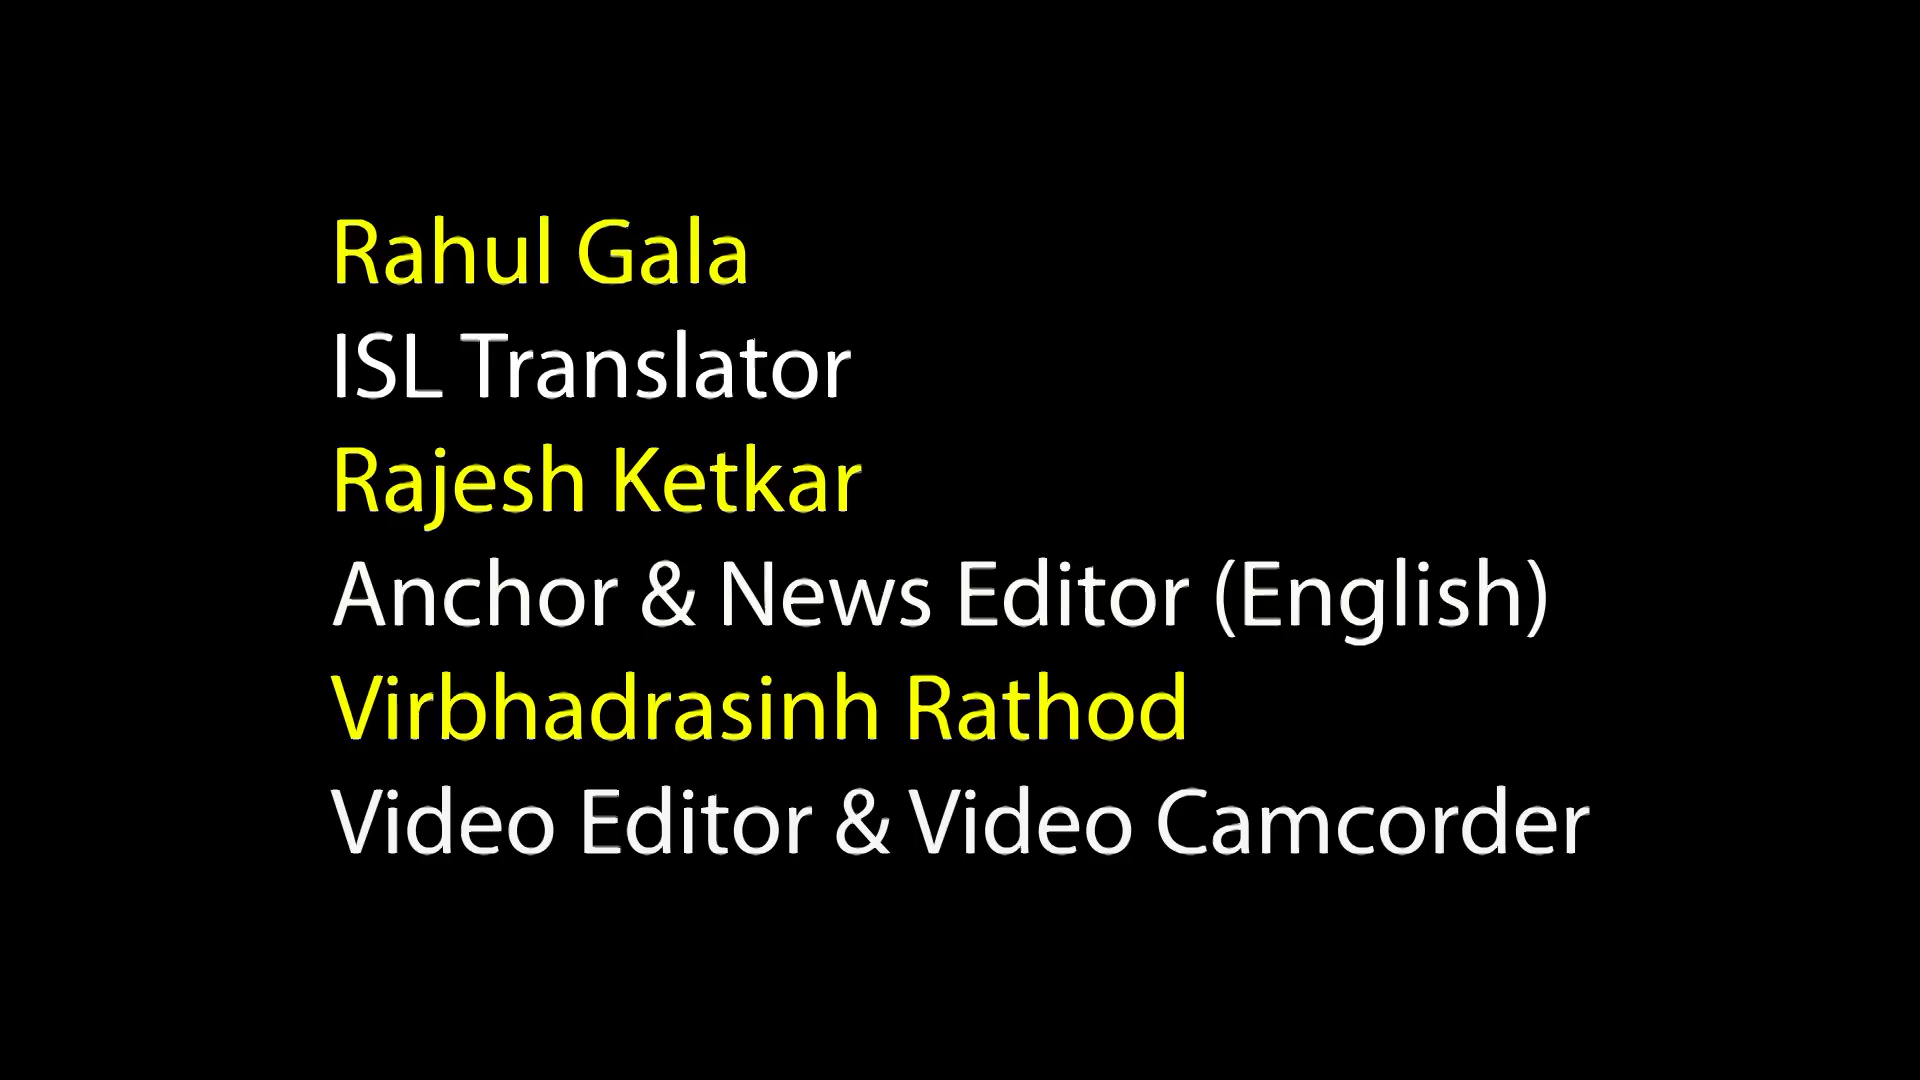 Rahul Gala
ISL Translator
Rajesh Ketkar
Anchor & News Editor (English)
Virbhadrasinh Rathod
Video Editor & Video Camcorder